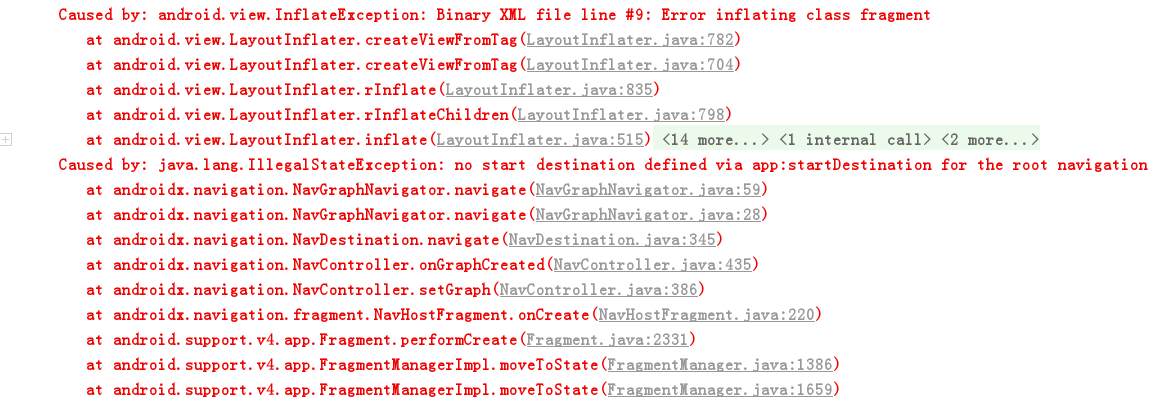 Caused by: android.view.InflateException: Binary XML file line #9: Error inflating class fragment
at android.view.LayoutInflater.createViewFromTag(LayoutInflater.java:782)
at android.view.LayoutInflater.createViewFromTag(LayoutInflater.java:704)
at android.view.LayoutInflater.rInflate(LayoutInflater.java:835)
at android.view.LayoutInflater.rInflateChildren(LayoutInflater.java:798)
at android.view.LayoutInflater.inflate(LayoutInflater.java:515) <14 more...> <1 internal call> <2 more...>
Caused by: java.lang.IllegalStateException: no start destination defined via app:startDestination for the root navigation
at androidx.navigation.NavGraphNavigator.navigate(NavGraphNavigator.java:59)
at androidx.navigation.NavGraphNavigator.navigate(NavGraphNavigator.java:28)
at androidx.navigation.NavDestination.navigate(NavDestination.java:345)
at androidx.navigation.NavController.onGraphCreated(NavController.java:435)
at androidx.navigation.NavController.setGraph(NavController.java:386)
at androidx.navigation.fragment.NavHostFragment.onCreate(NavHostFragment.java:220)
at android.support.v4.app.Fragment.performCreate(Fragment.java:2331)
at android.support.v4.app.FragmentManagerImpl.moveToState(FragmentManager.java:1386)
at android.support.v4.app.FragmentManagerImpl.moveToState(FragmentManager.java:1659)